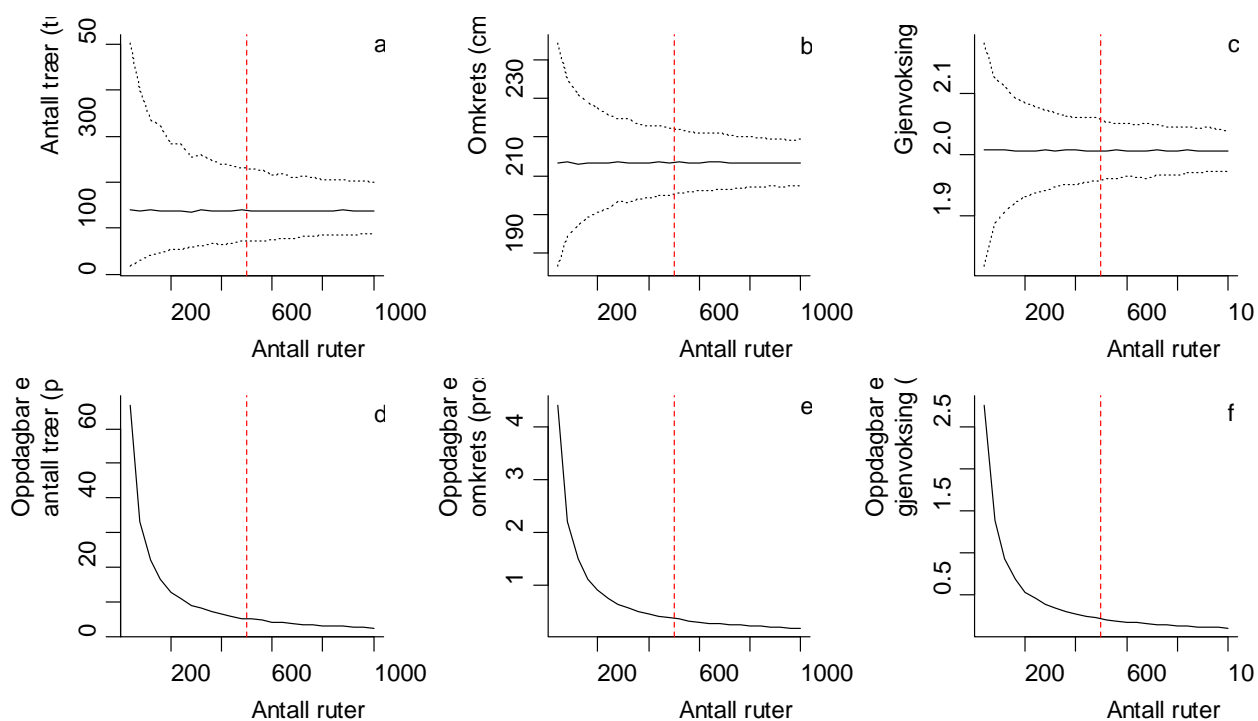 Antall trær (tu
50
300
100
0
a
200 600 1000
Antall ruter
Omkrets (cm
230
210
190
b
200 600 1000
Antall ruter
Gjenvoksing
2.1
2.0
1.9
c
200 600 10
Antall ruter
Oppdagbar e
antall trær (p
60
40
20
0
d
200 600 1000
Antall ruter
Oppdagbar e
omkrets (pro
4
3
2
1
e
200 600 1000
Antall ruter
Oppdagbar e
gjenvoksing (
2.5
1.5
0.5
f
200 600 10
Antall ruter